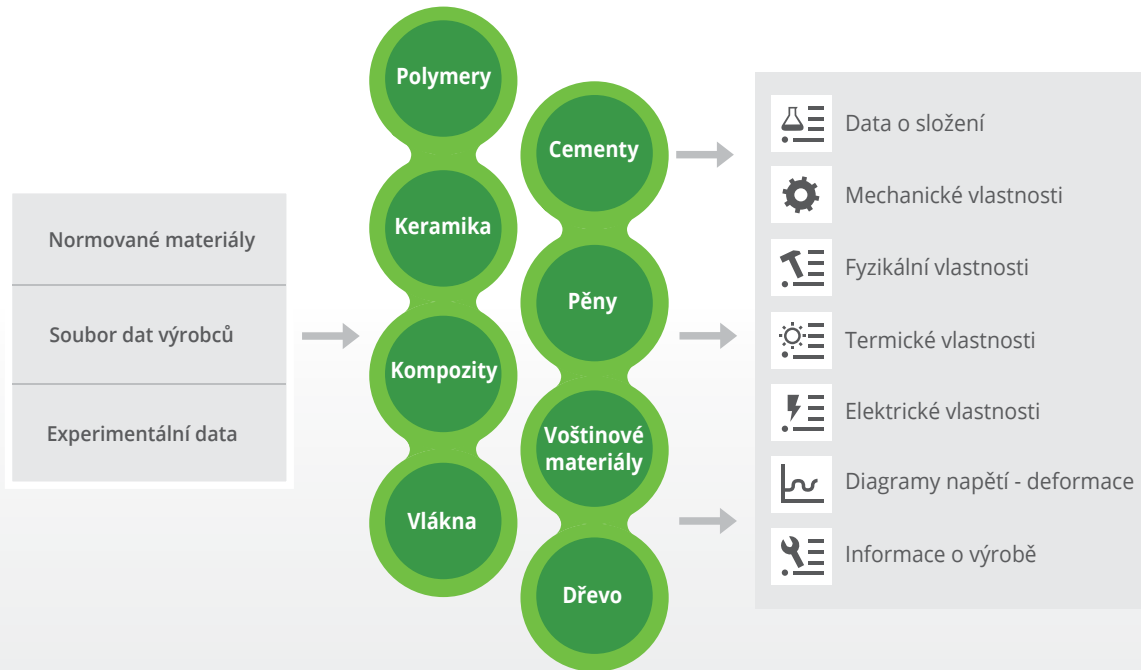 Normované materiály
Soubor dat výrobců
Experimentální data
Polymery
Keramika
Kompozity
Vlákna
Cementy
Pěny
Voštinové
materiály
Dřevo
Data o složení
Mechanické vlastnosti
Fyzikální vlastnosti
Termické vlastnosti
Elektrické vlastnosti
Diagramy napětí - deformace
Informace o výrobě